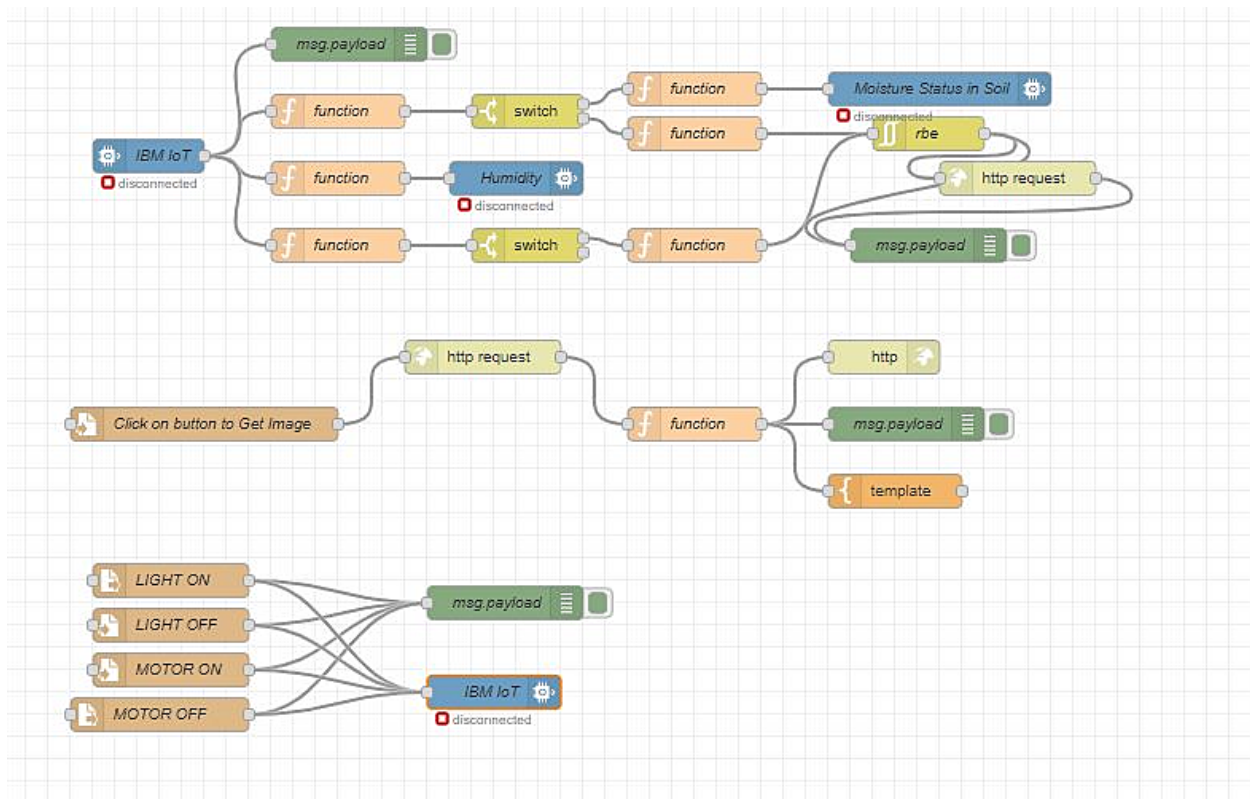 msg.payload
function
switch
function
Moisture Status in Soil
disconnected
function
rbe
IBM IoT
disconnected
function
Humidity
disconnected
http request
function
switch
function
msg.payload
http request
http
Click on button to Get Image
function
msg.payload
template
LIGHT ON
msg.payload
LIGHT OFF
MOTOR ON
IBM IoT
disconnected
MOTOR OFF